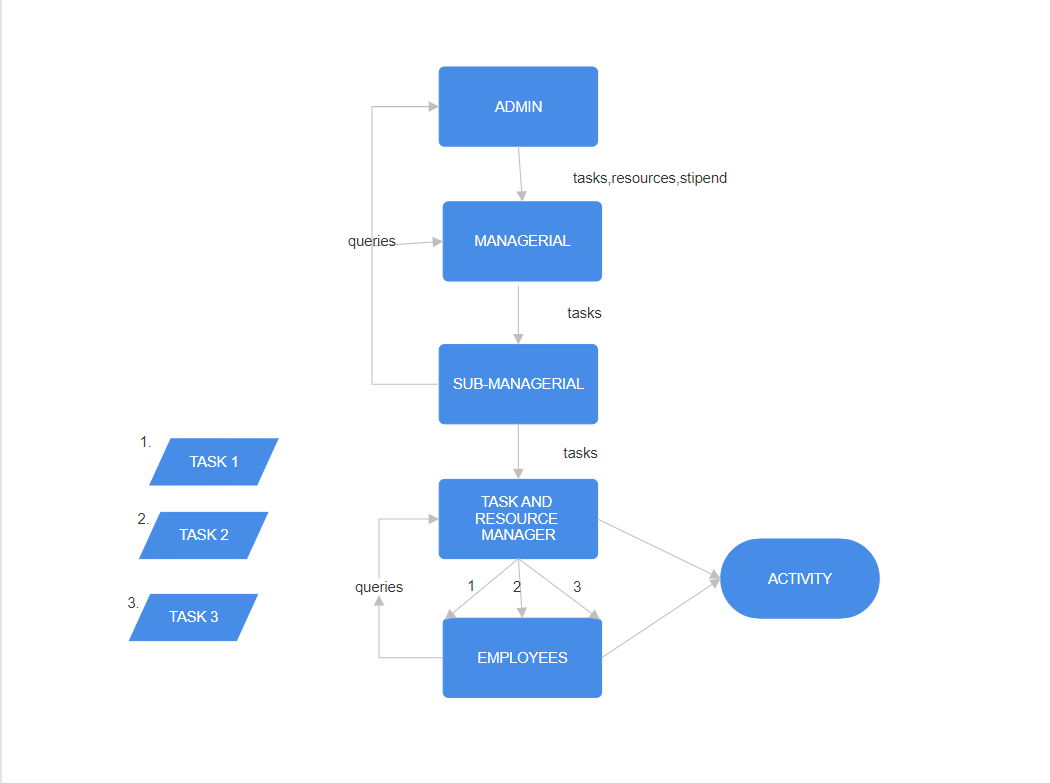 ADMIN
tasks,resources,stipend
queries
MANAGERIAL
tasks
SUB-MANAGERIAL
tasks
1.
TASK 1
2.
TASK 2
3.
TASK 3
TASK AND
RESOURCE
MANAGER
queries
1
2
3
ACTIVITY
EMPLOYEES